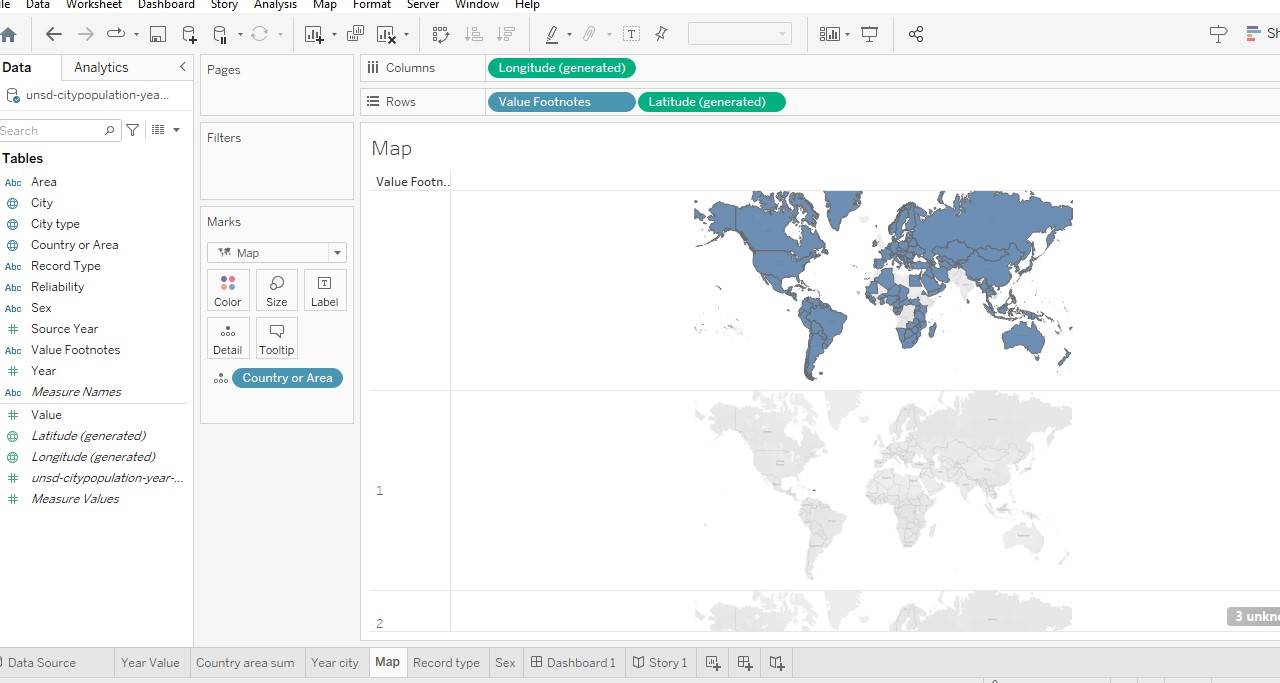 Data Worksheet Dashboard Story Analysis Map Format Server Window Help
Data
Analytics
unsd-citypopulation-yea...
Search
Tables
Abc Area
City
City type
Country or Area
Abc Record Type
Abc Reliability
Abc Sex
# Source Year
Abc Value Footnotes
# Year
Abc Measure Names
# Value
Latitude (generated)
Longitude (generated)
# unsd-citypopulation-year-...
# Measure Values
Pages
Filters
Marks
Map
Color Size Label
Detail Tooltip
Country or Area
Columns Longitude (generated)
Rows Value Footnotes Latitude (generated)
Map
Value Footn..
1
2
3 unkno
Data Source Year Value Country area sum Year city Map Record type Sex Dashboard 1 Story 1